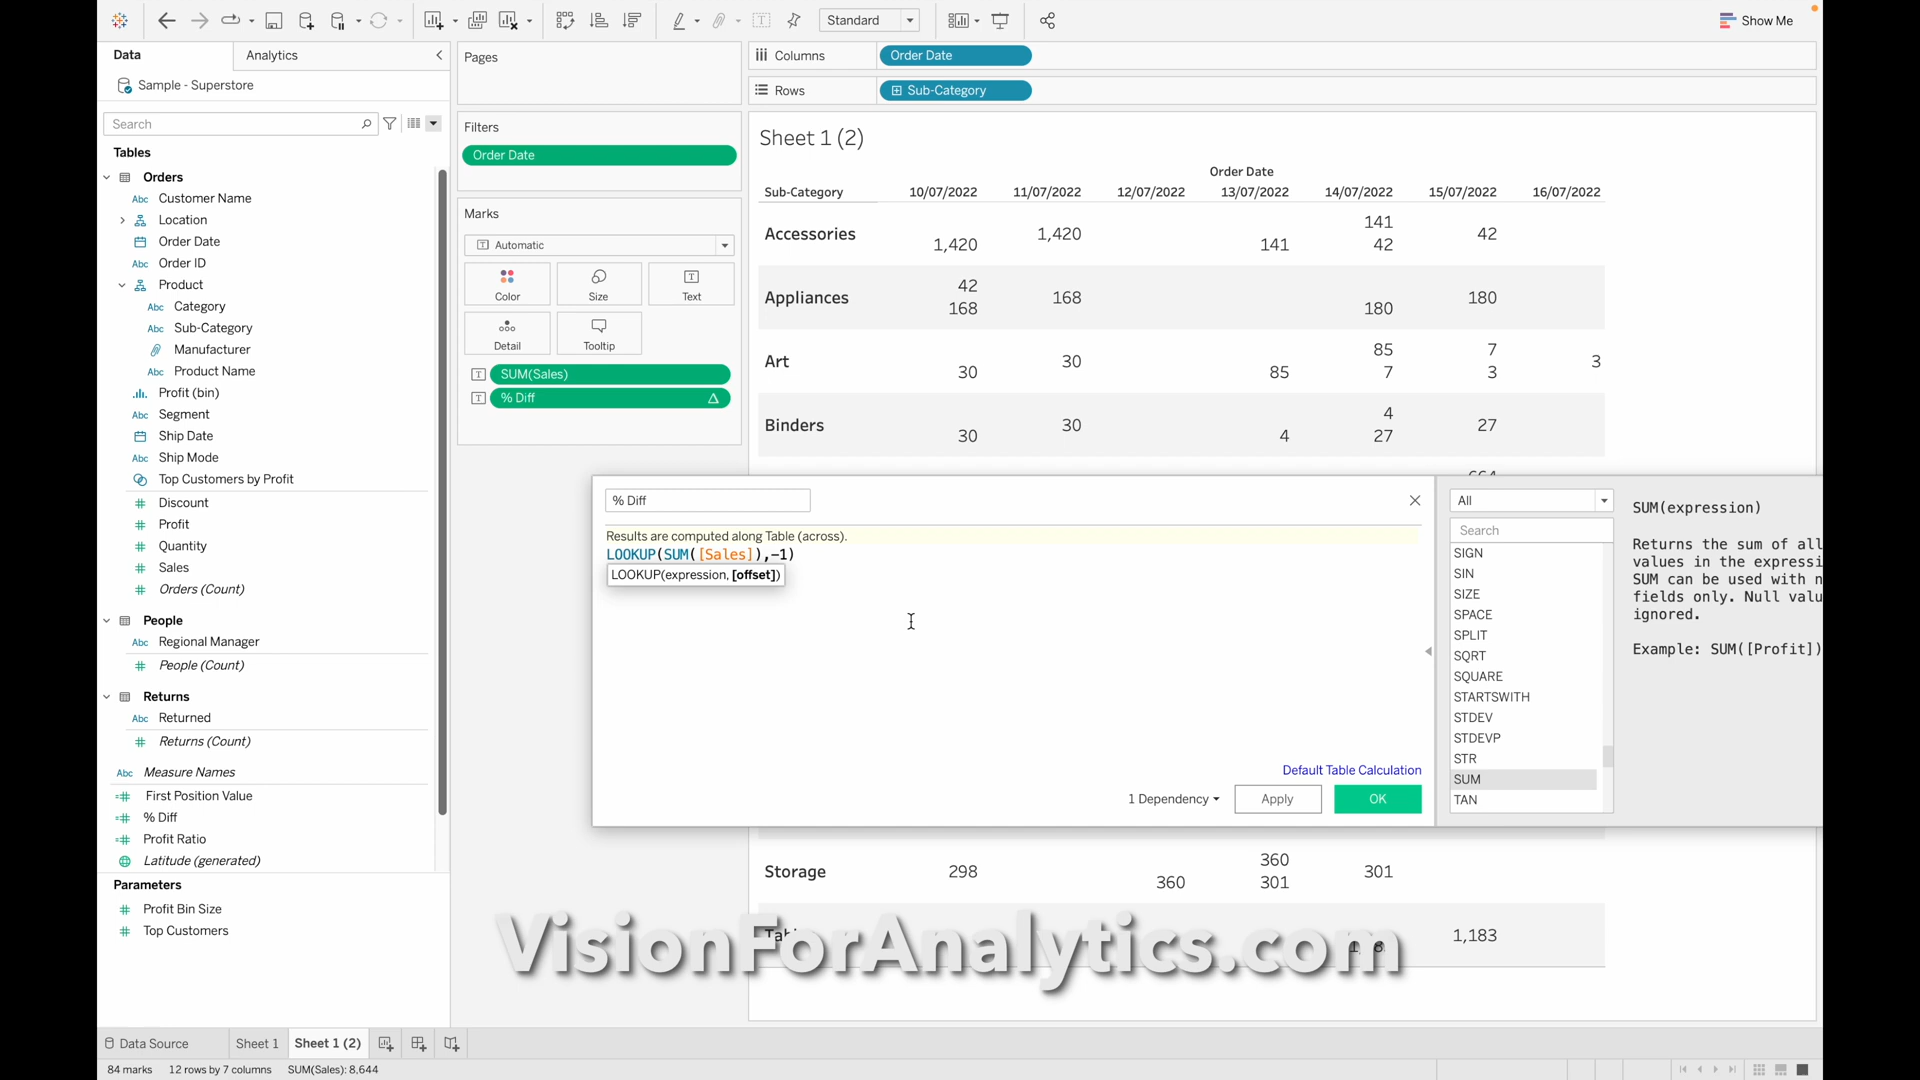 Standard
Show Me
Data
Analytics
Sample - Superstore
Search
Tables
Orders
Abc Customer Name
Location
Order Date
Abc Order ID
Product
Abc Category
Abc Sub-Category
Manufacturer
Abc Product Name
Profit (bin)
Abc Segment
Ship Date
Abc Ship Mode
Top Customers by Profit
Discount
Profit
Quantity
Sales
Orders (Count)
People
Abc Regional Manager
People (Count)
Returns
Abc Returned
Returns (Count)
Abc Measure Names
First Position Value
% Diff
Profit Ratio
Latitude (generated)
Parameters
Profit Bin Size
Top Customers
Pages
Filters
Order Date
Marks
Automatic
Color
Size
Text
Detail
Tooltip
SUM(Sales)
% Diff
Columns
Order Date
Rows
Sub-Category
Sheet 1 (2)
Order Date
Sub-Category 10/07/2022 11/07/2022 12/07/2022 13/07/2022 14/07/2022 15/07/2022 16/07/2022
141
Accessories 1,420 42
1,420 141 42
42
Appliances 168 180
168 180
85 7
Art 30 3
30 85 7 3
4
Binders 30 27
30 4 27
% Diff
Results are computed along Table (across).
LOOKUP(SUM([Sales]),-1)
LOOKUP(expression, [offset])
Default Table Calculation
1 Dependency
Apply
OK
All
Search
SIGN
SIN
SIZE
SPACE
SPLIT
SQRT
SQUARE
STARTSWITH
STDEV
STDEVP
STR
SUM
TAN
SUM(expression)
Returns the sum of all
values in the expressi
SUM can be used with n
fields only. Null valu
ignored.
Example: SUM([Profit])
360
Storage 298 301
360 301
1,183
VisionForAnalytics.com
Data Source
Sheet 1
Sheet 1 (2)
84 marks
12 rows by 7 columns
SUM(Sales): 8,644